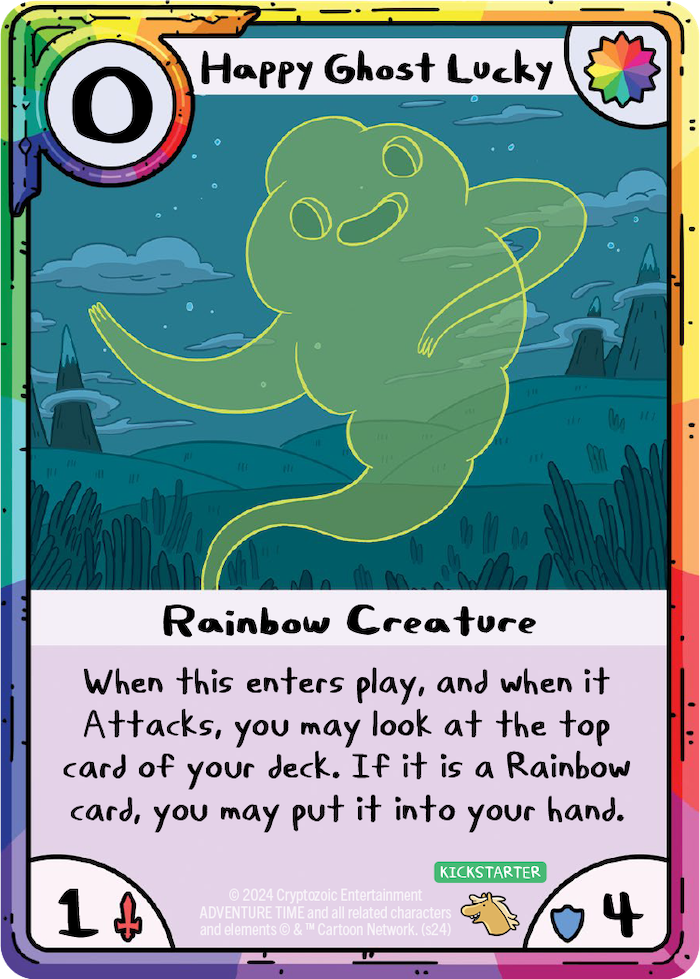 0
Happy Ghost Lucky
Rainbow Creature
When this enters play, and when it
Attacks, you may look at the top
card of your deck. If it is a Rainbow
card, you may put it into your hand.
KICKSTARTER
© 2024 Cryptozoic Entertainment
ADVENTURE TIME and all related characters
and elements © & ™ Cartoon Network. (s24)
1
4